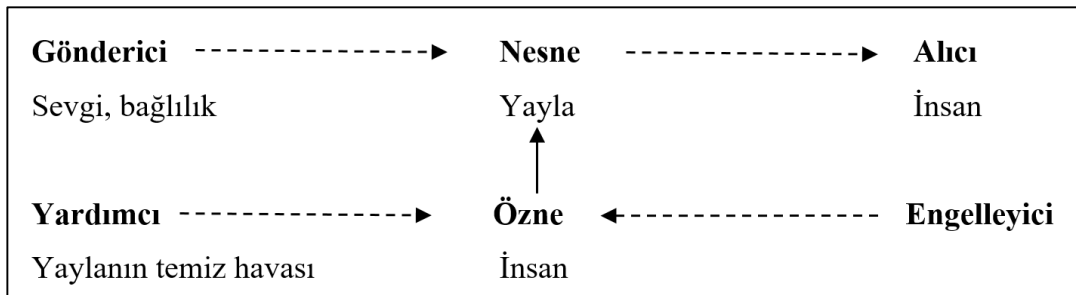 Gönderici Nesne Alıcı
Sevgi, bağlılık Yayla İnsan
Yardımcı Özne Engelleyici
Yaylanın temiz havası İnsan